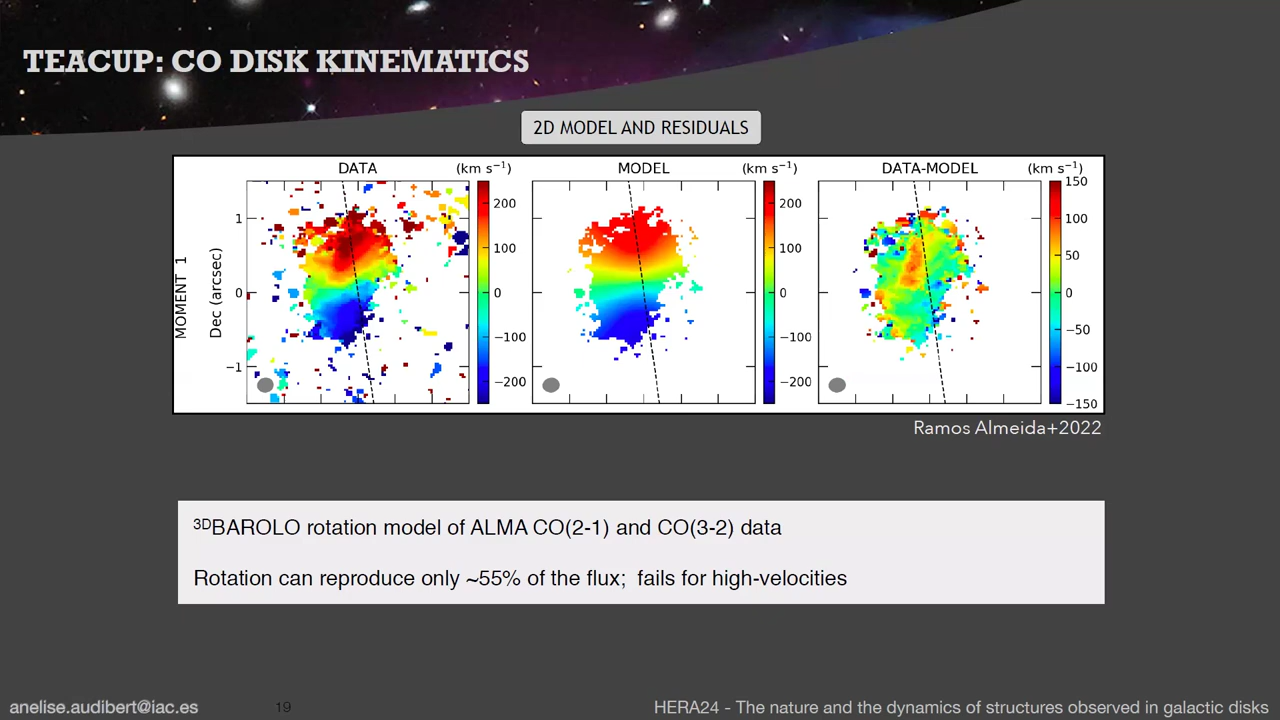 TEACUP: CO DISK KINEMATICS
2D MODEL AND RESIDUALS
DATA
(km s⁻¹)
MODEL
(km s⁻¹)
DATA-MODEL
(km s⁻¹)
MOMENT 1
Dec (arcsec)
1
0
−1
200
100
0
−100
−200
200
100
0
−100
−200
150
100
50
0
−50
−100
−150
Ramos Almeida+2022
³ᴰBAROLO rotation model of ALMA CO(2-1) and CO(3-2) data
Rotation can reproduce only ~55% of the flux; fails for high-velocities
anelise.audibert@iac.es
19
HERA24 - The nature and the dynamics of structures observed in galactic disks